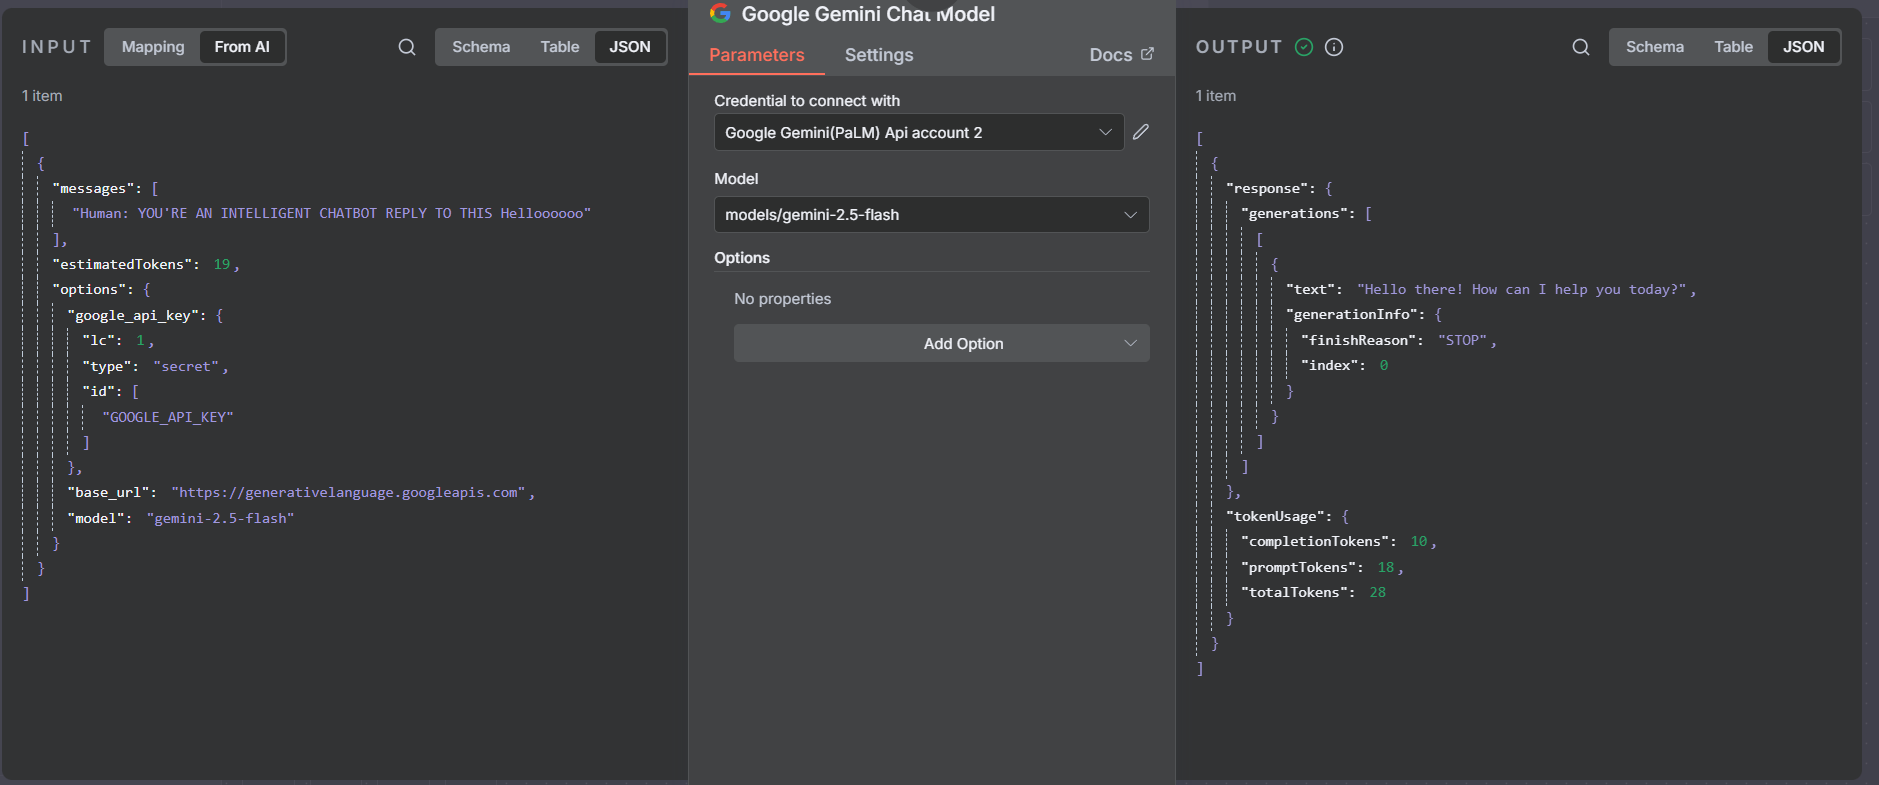 INPUT Mapping From AI Schema Table JSON
1 item
[
{
"messages": [
"Human: YOU'RE AN INTELLIGENT CHATBOT REPLY TO THIS Helloooooo"
],
"estimatedTokens": 19,
"options": {
"google_api_key": {
"lc": 1,
"type": "secret",
"id": [
"GOOGLE_API_KEY"
]
},
"base_url": "https://generativelanguage.googleapis.com",
"model": "gemini-2.5-flash"
}
}
]
Google Gemini Chat Model
Parameters Settings Docs
Credential to connect with
Google Gemini(PaLM) Api account 2
Model
models/gemini-2.5-flash
Options
No properties
Add Option
OUTPUT Schema Table JSON
1 item
[
{
"response": {
"generations": [
[
{
"text": "Hello there! How can I help you today?",
"generationInfo": {
"finishReason": "STOP",
"index": 0
}
}
]
]
},
"tokenUsage": {
"completionTokens": 10,
"promptTokens": 18,
"totalTokens": 28
}
}
]